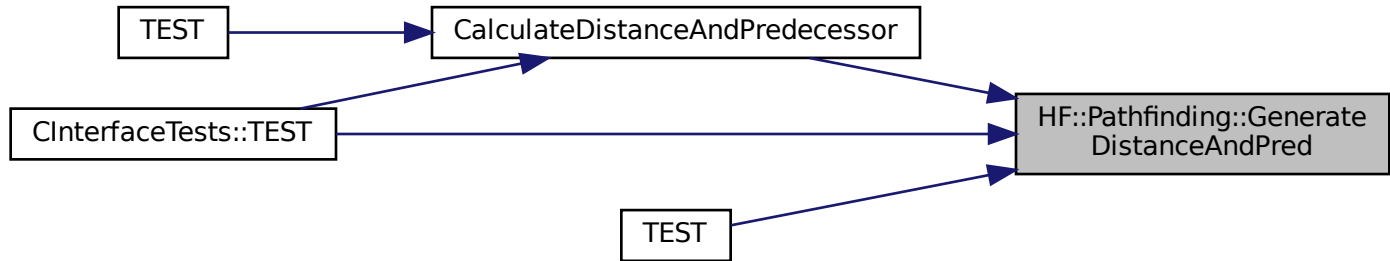 TEST
CalculateDistanceAndPredecessor
CInterfaceTests::TEST
HF::Pathfinding::Generate
DistanceAndPred
TEST